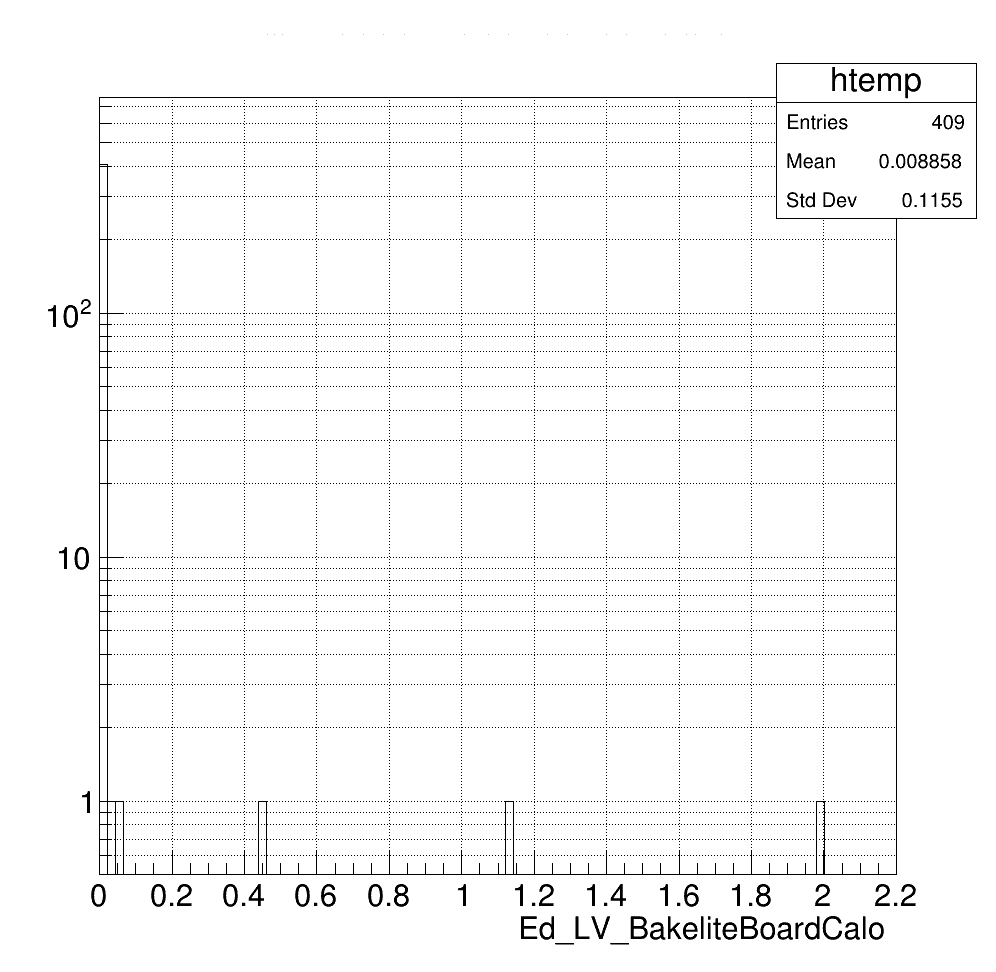 htemp
Entries 409
Mean 0.008858
Std Dev 0.1155
10²
10
1
0 0.2 0.4 0.6 0.8 1 1.2 1.4 1.6 1.8 2 2.2
Ed_LV_BakeliteBoardCalo